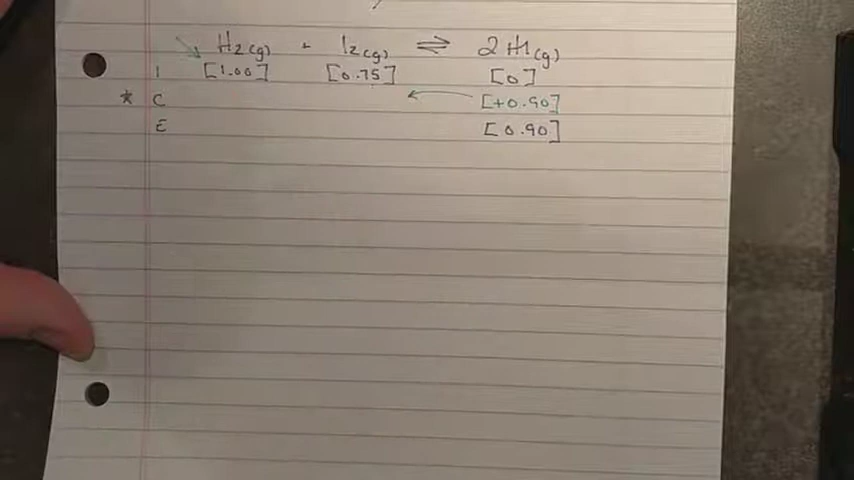 H2(g) + I2(g) ⇌ 2HI(g)
I [1.00] [0.75] [0]
* C [+0.90]
E [0.90]